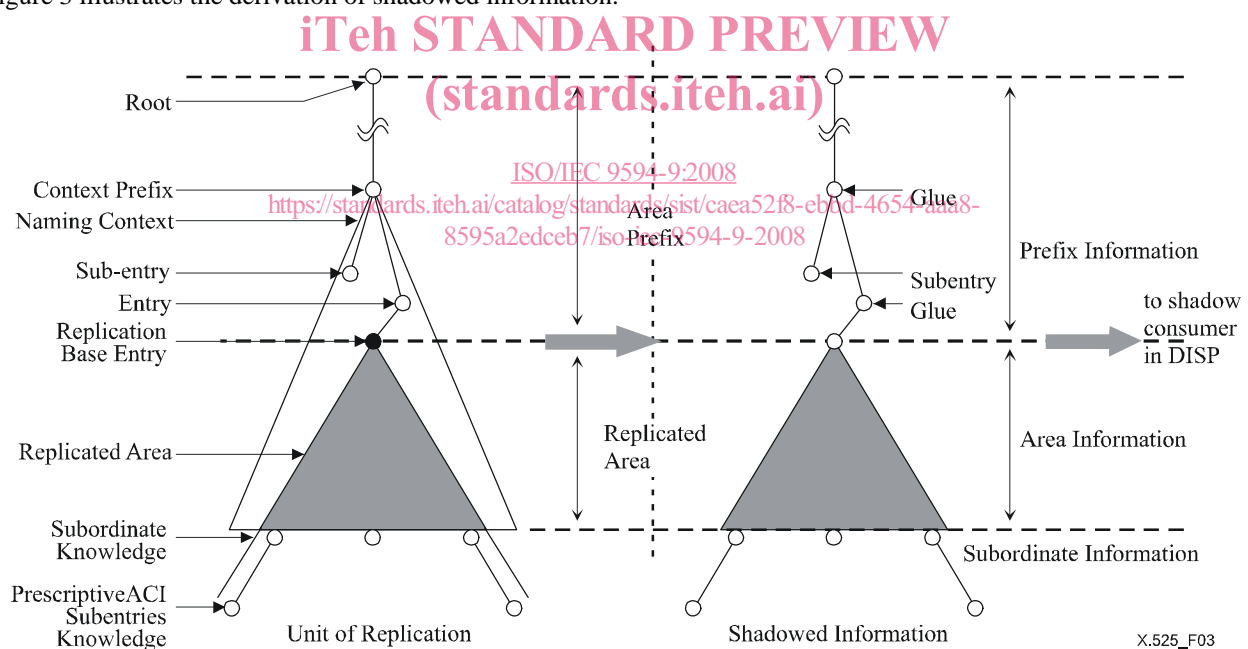 Figure 3 illustrates the derivation of shadowed information.
iTeh STANDARD PREVIEW
(standards.iteh.ai)
ISO/IEC 9594-9:2008
https://standards.iteh.ai/catalog/standards/sist/caea52f8-ebbd-4654-aaa8-
8595a2edceb7/iso-iec-9594-9-2008
Root
Context Prefix
Naming Context
Sub-entry
Entry
Replication
Base Entry
Replicated Area
Subordinate
Knowledge
PrescriptiveACI
Subentries
Knowledge
Unit of Replication
Area
Prefix
Replicated
Area
Glue
Subentry
Glue
Prefix Information
to shadow
consumer
in DISP
Area Information
Subordinate Information
Shadowed Information
X.525_F03